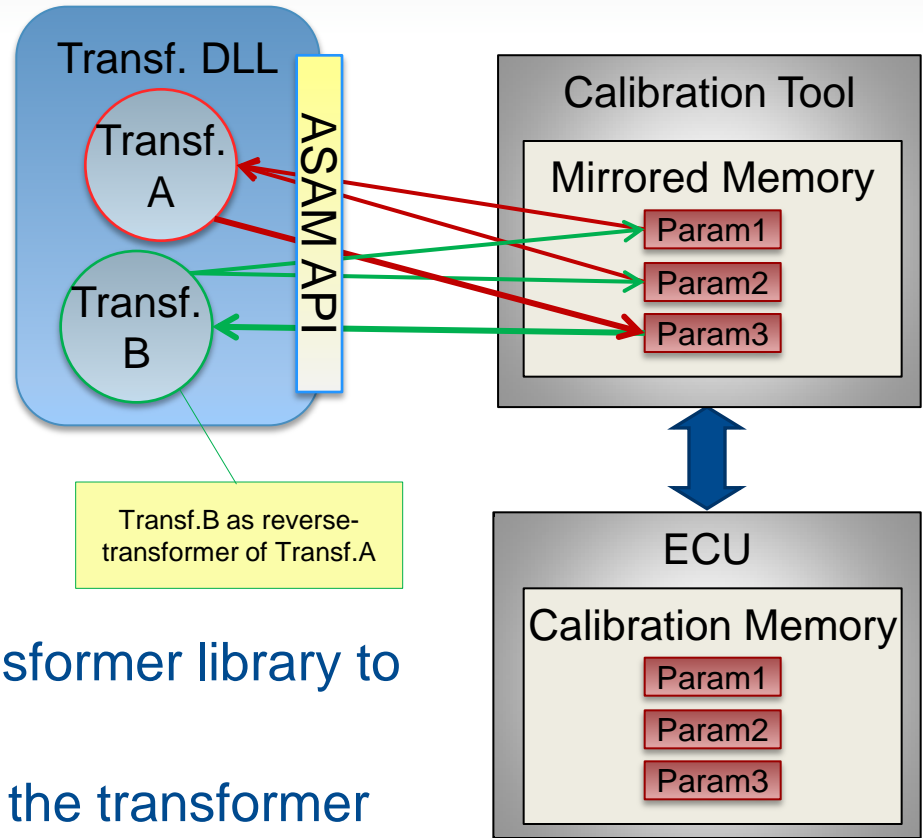 Transf. DLL
Transf.
A
Transf.
B
ASAM API
Transf.B as reverse-
transformer of Transf.A
Calibration Tool
Mirrored Memory
Param1
Param2
Param3
ECU
Calibration Memory
Param1
Param2
Param3
sformer library to
the transformer